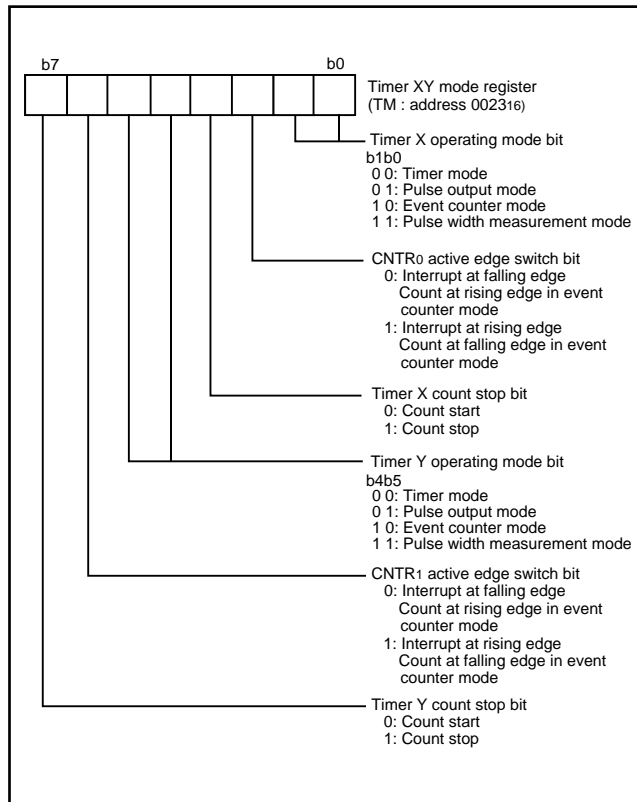 b7 b0
Timer XY mode register
(TM : address 002316)
Timer X operating mode bit
b1b0
0 0: Timer mode
0 1: Pulse output mode
1 0: Event counter mode
1 1: Pulse width measurement mode
CNTR0 active edge switch bit
0: Interrupt at falling edge
Count at rising edge in event
counter mode
1: Interrupt at rising edge
Count at falling edge in event
counter mode
Timer X count stop bit
0: Count start
1: Count stop
Timer Y operating mode bit
b4b5
0 0: Timer mode
0 1: Pulse output mode
1 0: Event counter mode
1 1: Pulse width measurement mode
CNTR1 active edge switch bit
0: Interrupt at falling edge
Count at rising edge in event
counter mode
1: Interrupt at rising edge
Count at falling edge in event
counter mode
Timer Y count stop bit
0: Count start
1: Count stop